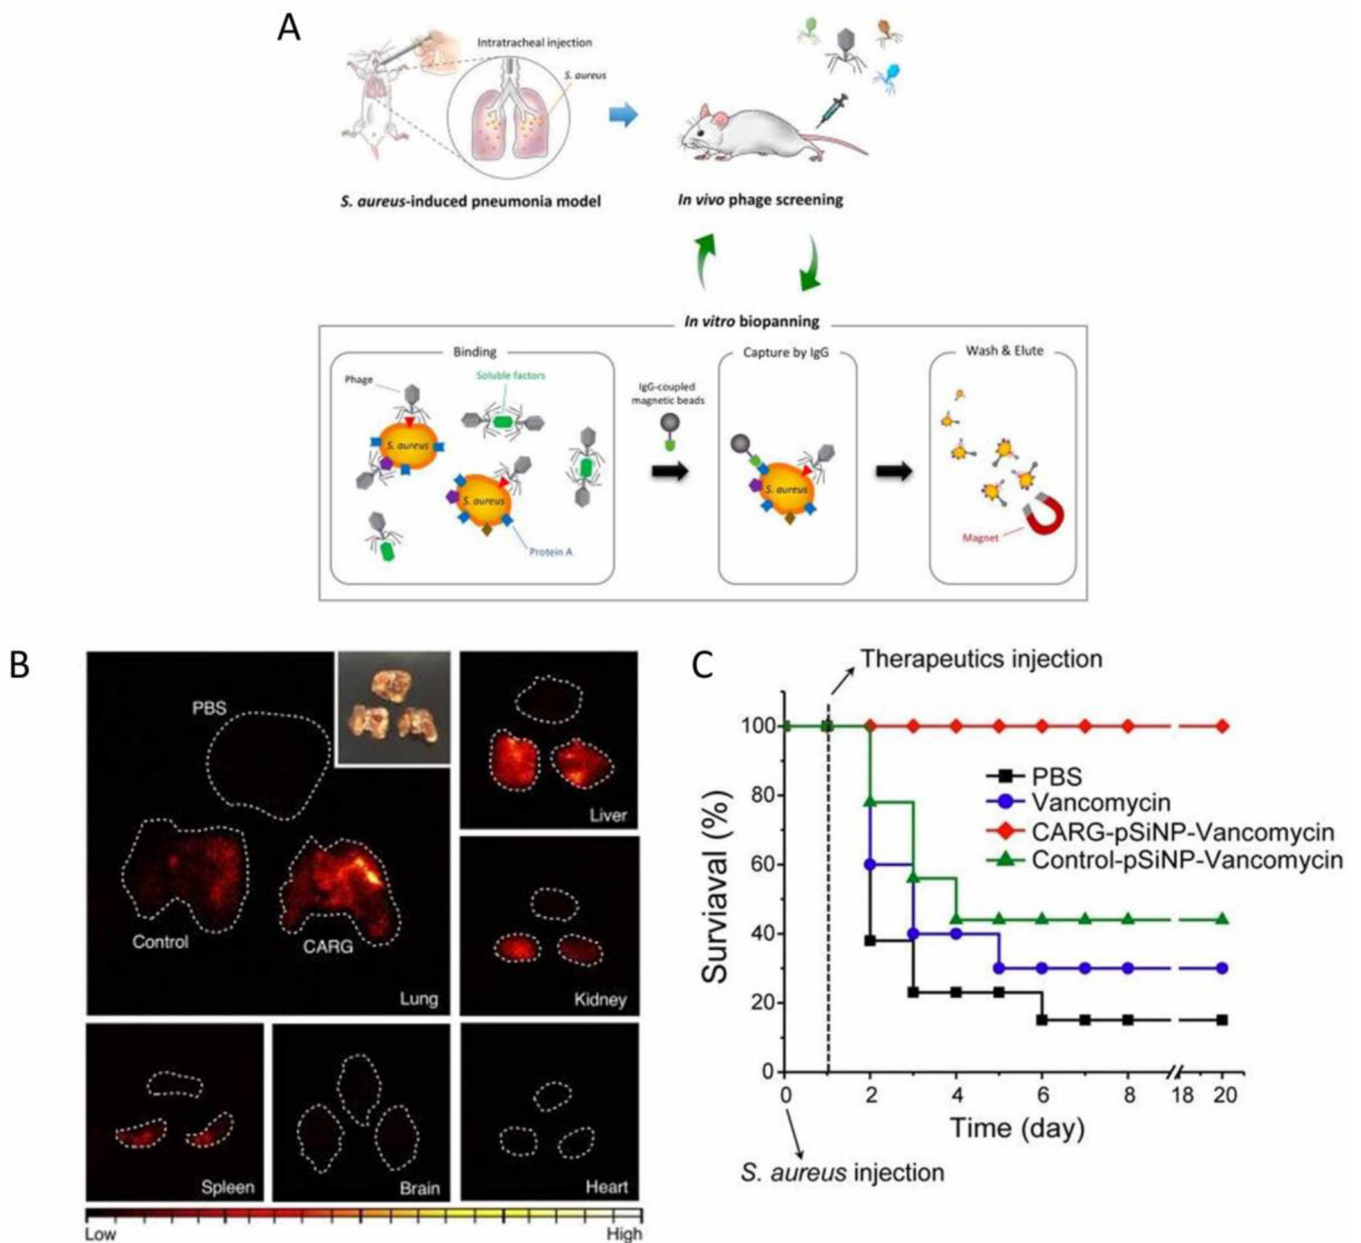 A
Intratracheal injection
S. aureus
S. aureus-induced pneumonia model
In vivo phage screening
In vitro biopanning
Binding
Phage
Soluble factors
S. aureus
S. aureus
Protein A
IgG-coupled
magnetic beads
Capture by IgG
S. aureus
Wash & Elute
Magnet
B
PBS
Control
CARG
Lung
Liver
Kidney
Spleen
Brain
Heart
Low
High
C
Therapeutics injection
Surviaval (%)
100
80
60
40
20
0
PBS
Vancomycin
CARG-pSiNP-Vancomycin
Control-pSiNP-Vancomycin
0 2 4 6 8 18 20
Time (day)
S. aureus injection